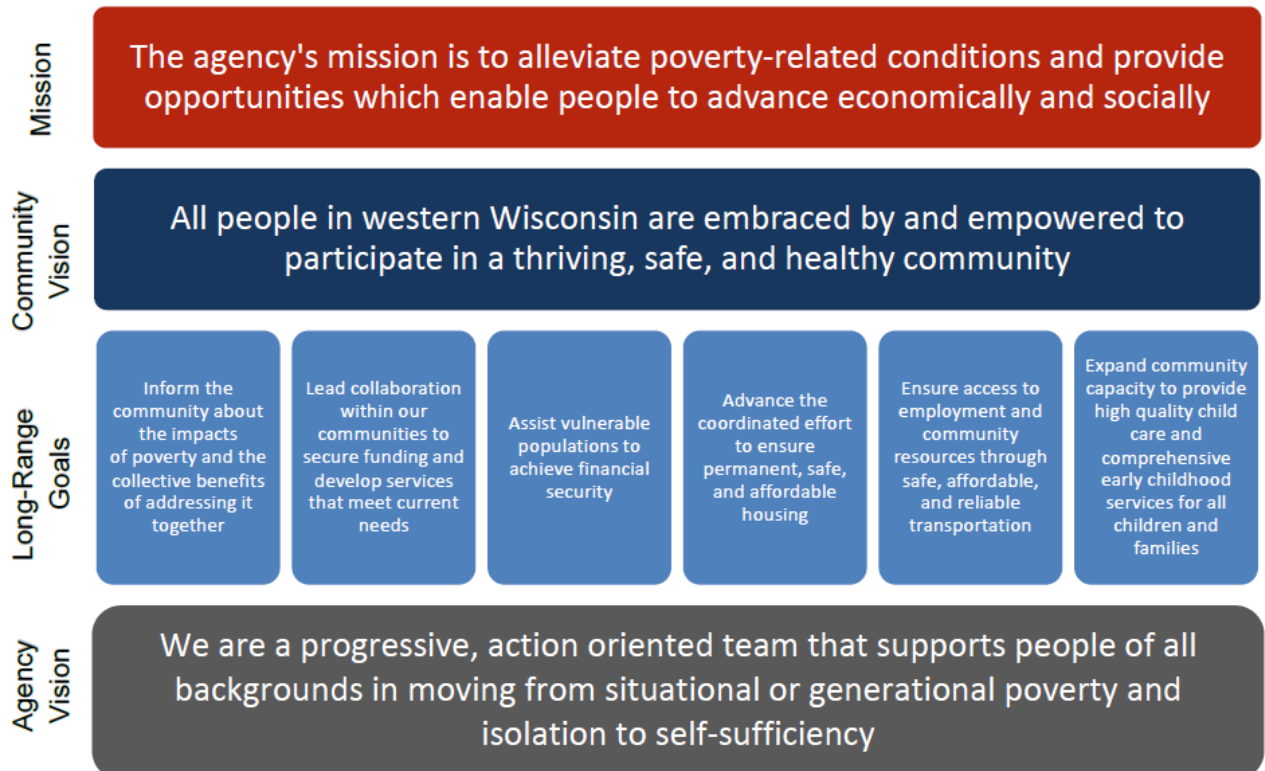 Mission
The agency's mission is to alleviate poverty-related conditions and provide
opportunities which enable people to advance economically and socially
Community
Vision
All people in western Wisconsin are embraced by and empowered to
participate in a thriving, safe, and healthy community
Long-Range
Goals
Inform the
community about
the impacts
of poverty and the
collective benefits
of addressing it
together
Lead collaboration
within our
communities to
secure funding and
develop services
that meet current
needs
Assist vulnerable
populations to
achieve financial
security
Advance the
coordinated effort
to ensure
permanent, safe,
and affordable
housing
Ensure access to
employment and
community
resources through
safe, affordable,
and reliable
transportation
Expand community
capacity to provide
high quality child
care and
comprehensive
early childhood
services for all
children and
families
Agency
Vision
We are a progressive, action oriented team that supports people of all
backgrounds in moving from situational or generational poverty and
isolation to self-sufficiency